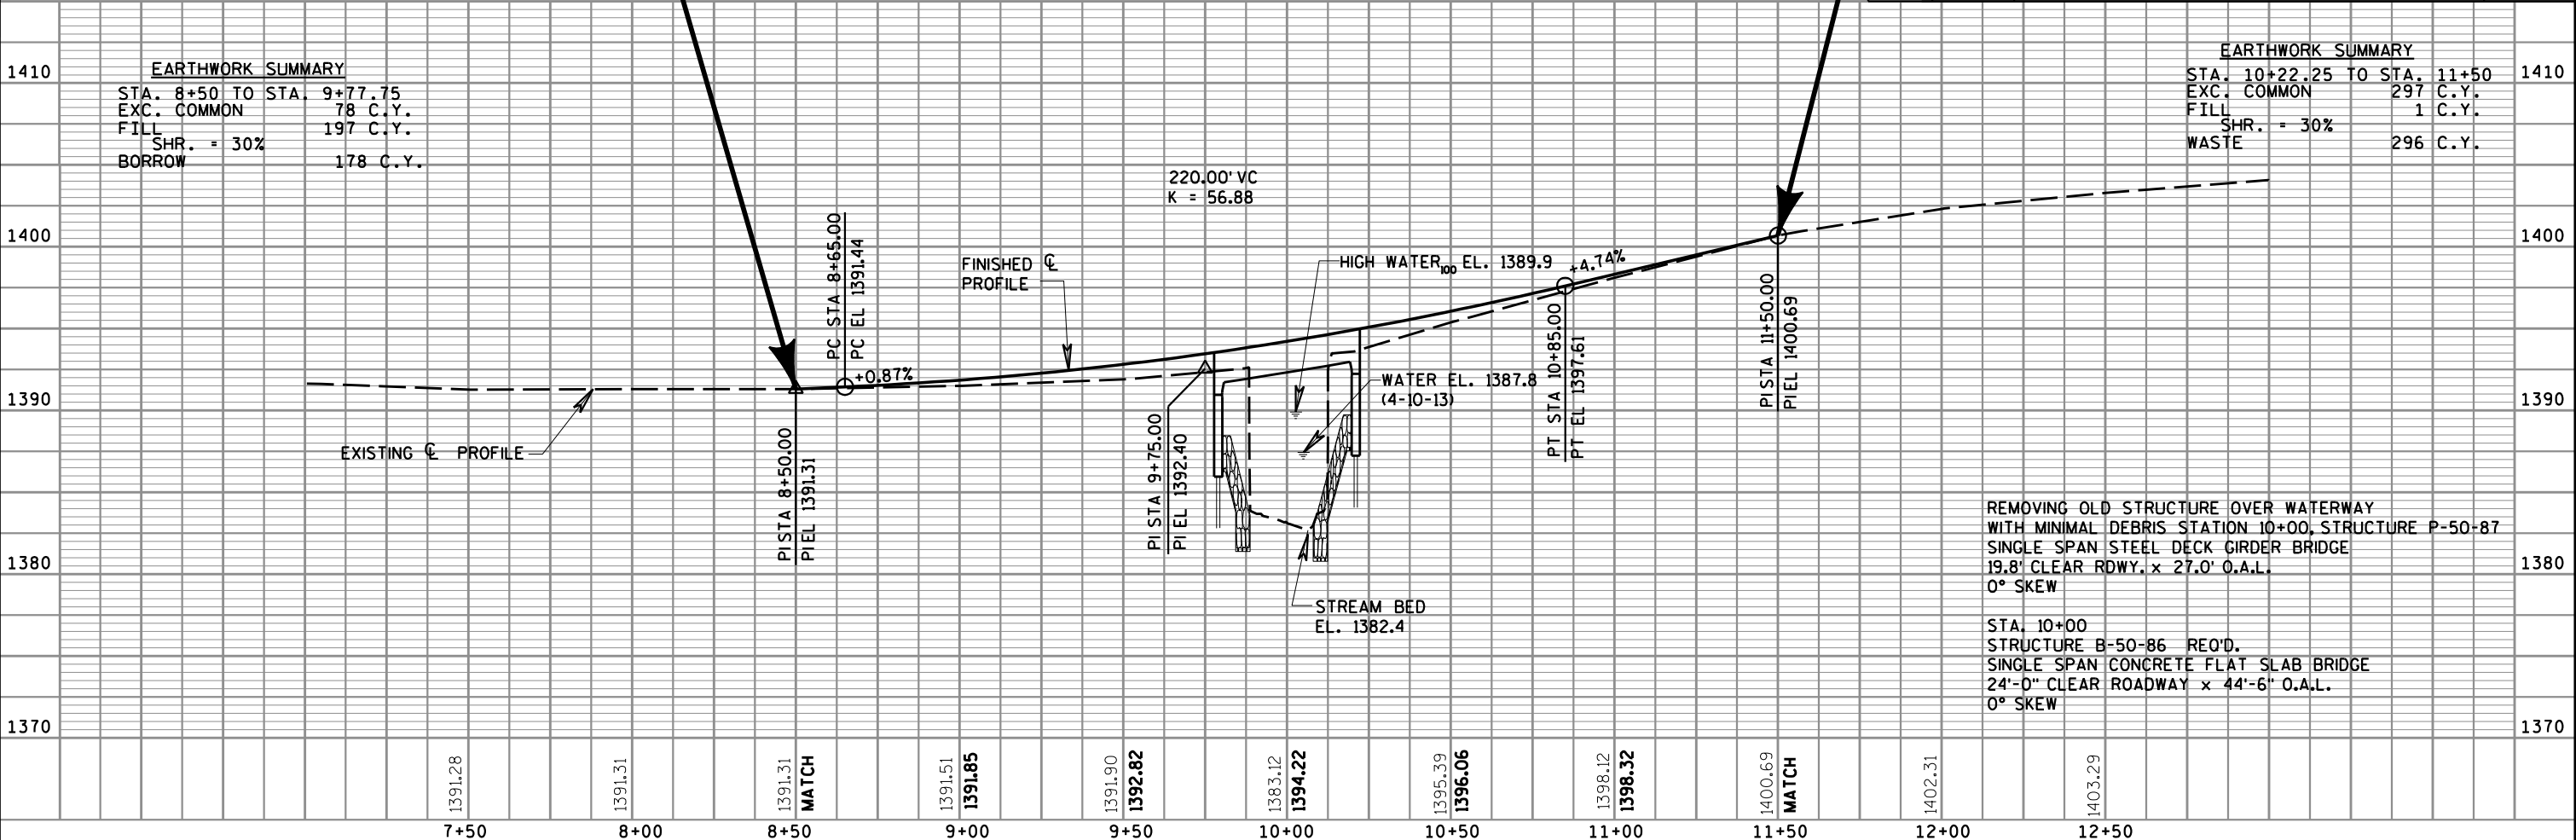 EARTHWORK SUMMARY
STA. 8+50 TO STA. 9+77.75
EXC. COMMON 78 C.Y.
FILL 197 C.Y.
SHR. = 30%
BORROW 178 C.Y.
EARTHWORK SUMMARY
STA. 10+22.25 TO STA. 11+50
EXC. COMMON 297 C.Y.
FILL 1 C.Y.
SHR. = 30%
WASTE 296 C.Y.
1410
1410
1400
1400
1390
1390
1380
1380
1370
1370
220.00' VC
K = 56.88
FINISHED ℄
PROFILE
EXISTING ℄ PROFILE
PI STA 8+50.00
PI EL 1391.31
PC STA 8+65.00
PC EL 1391.44
+0.87%
PI STA 9+75.00
PI EL 1392.40
HIGH WATER100 EL. 1389.9
WATER EL. 1387.8
(4-10-13)
STREAM BED
EL. 1382.4
+4.74%
PT STA 10+85.00
PT EL 1397.61
PI STA 11+50.00
PI EL 1400.69
REMOVING OLD STRUCTURE OVER WATERWAY
WITH MINIMAL DEBRIS STATION 10+00, STRUCTURE P-50-87
SINGLE SPAN STEEL DECK GIRDER BRIDGE
19.8' CLEAR RDWY. x 27.0' O.A.L.
0° SKEW
STA. 10+00
STRUCTURE B-50-86 REQ'D.
SINGLE SPAN CONCRETE FLAT SLAB BRIDGE
24'-0" CLEAR ROADWAY x 44'-6" O.A.L.
0° SKEW
1391.28
1391.31
1391.31
MATCH
1391.51
1391.85
1391.90
1392.82
1383.12
1394.22
1395.39
1396.06
1398.12
1398.32
1400.69
MATCH
1402.31
1403.29
7+50
8+00
8+50
9+00
9+50
10+00
10+50
11+00
11+50
12+00
12+50